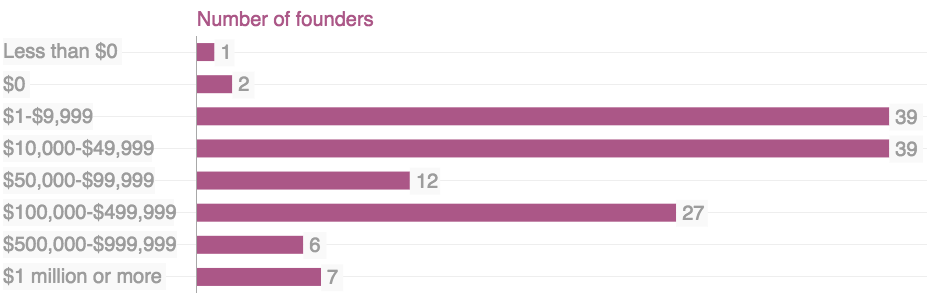 Number of founders
Less than $0 1
$0 2
$1-$9,999 39
$10,000-$49,999 39
$50,000-$99,999 12
$100,000-$499,999 27
$500,000-$999,999 6
$1 million or more 7